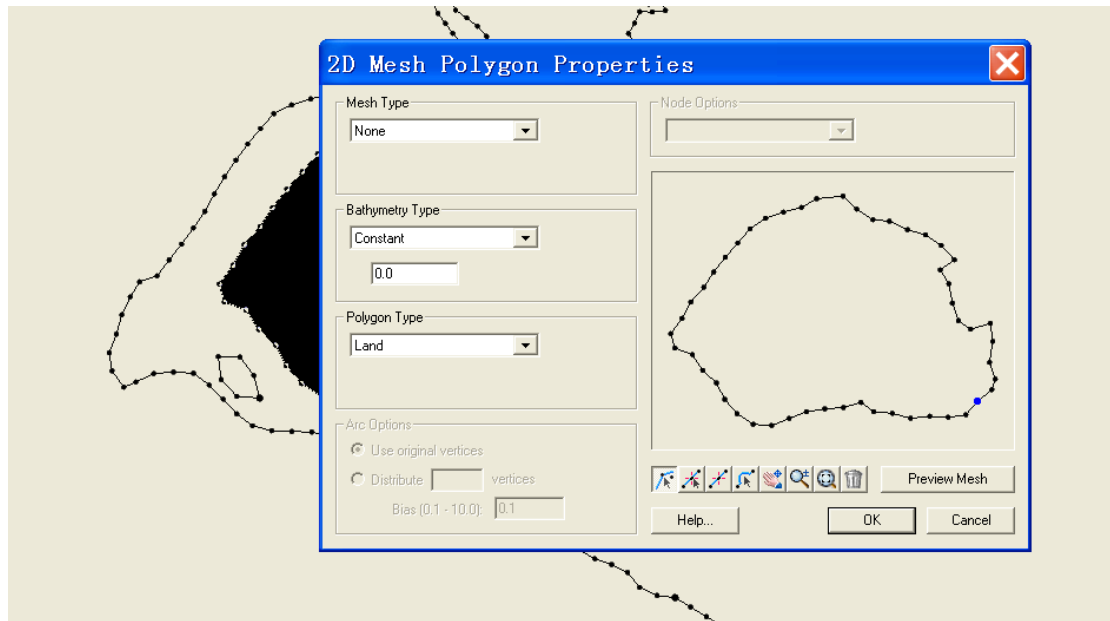 2D Mesh Polygon Properties
Mesh Type
None
Node Options
Bathymetry Type
Constant
0.0
Polygon Type
Land
Arc Options
Use original vertices
Distribute vertices
Bias (0.1 - 10.0): 0.1
Preview Mesh
Help...
OK
Cancel